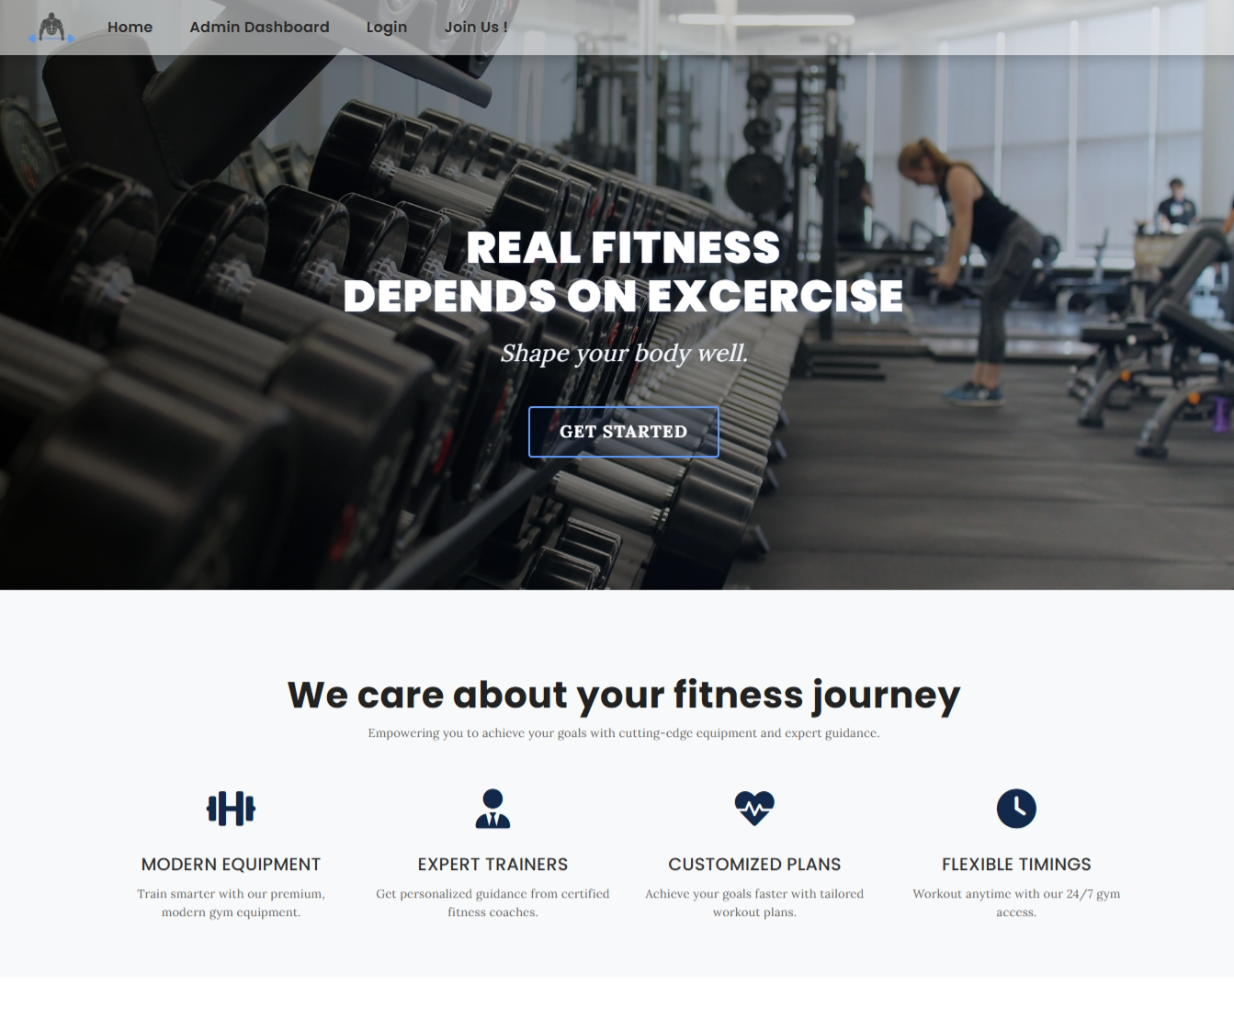 Home Admin Dashboard Login Join Us !
REAL FITNESS
DEPENDS ON EXCERCISE
Shape your body well.
GET STARTED
We care about your fitness journey
Empowering you to achieve your goals with cutting-edge equipment and expert guidance.
MODERN EQUIPMENT
Train smarter with our premium,
modern gym equipment.
EXPERT TRAINERS
Get personalized guidance from certified
fitness coaches.
CUSTOMIZED PLANS
Achieve your goals faster with tailored
workout plans.
FLEXIBLE TIMINGS
Workout anytime with our 24/7 gym
access.